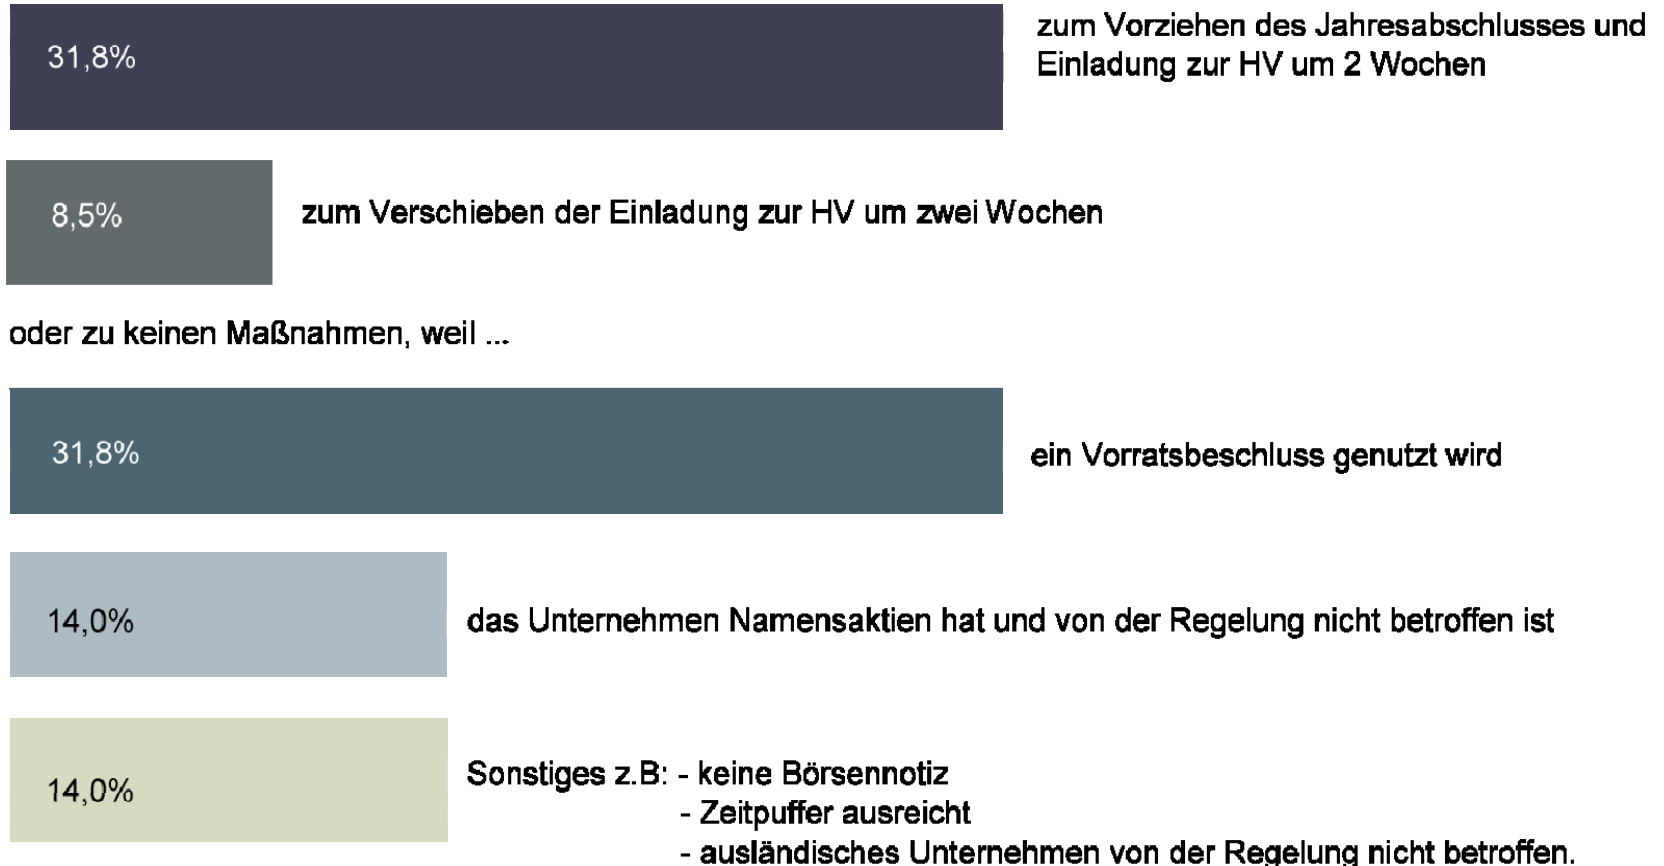 31,8%
zum Vorziehen des Jahresabschlusses und
Einladung zur HV um 2 Wochen
8,5%
zum Verschieben der Einladung zur HV um zwei Wochen
oder zu keinen Maßnahmen, weil ...
31,8%
ein Vorratsbeschluss genutzt wird
14,0%
das Unternehmen Namensaktien hat und von der Regelung nicht betroffen ist
14,0%
Sonstiges z.B: - keine Börsennotiz
- Zeitpuffer ausreicht
- ausländisches Unternehmen von der Regelung nicht betroffen.